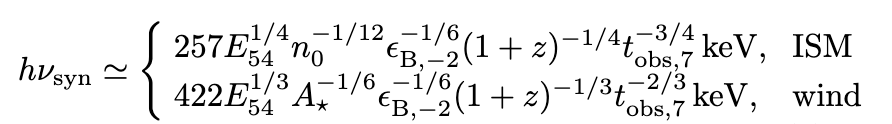 hν_syn ≃ { 257E_54^{1/4} n_0^{-1/12} ϵ_{B,-2}^{-1/6} (1 + z)^{-1/4} t_{obs,7}^{-3/4} keV, ISM
422E_54^{1/3} A_⋆^{-1/6} ϵ_{B,-2}^{-1/6} (1 + z)^{-1/3} t_{obs,7}^{-2/3} keV, wind